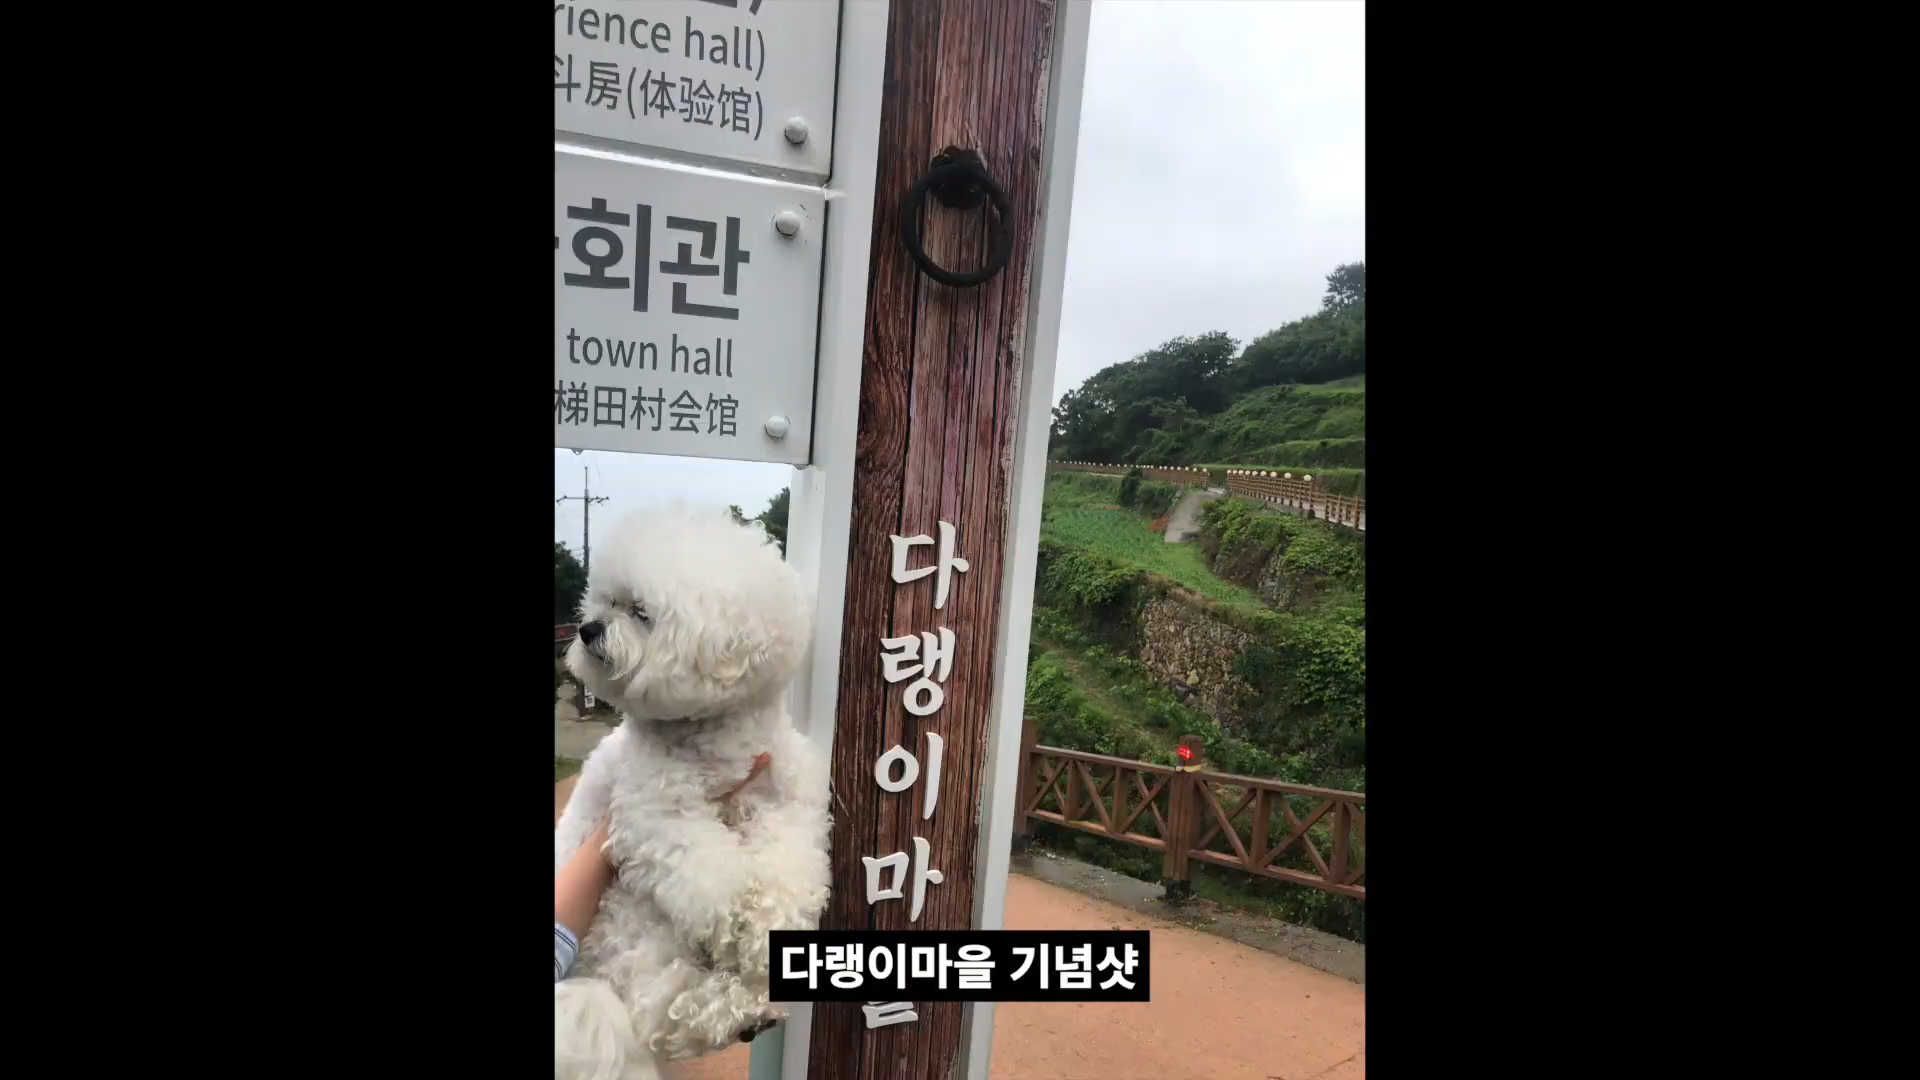 rience hall)
斗房(体验馆)
회관
town hall
梯田村会馆
다랭이마을
다랭이마을 기념샷